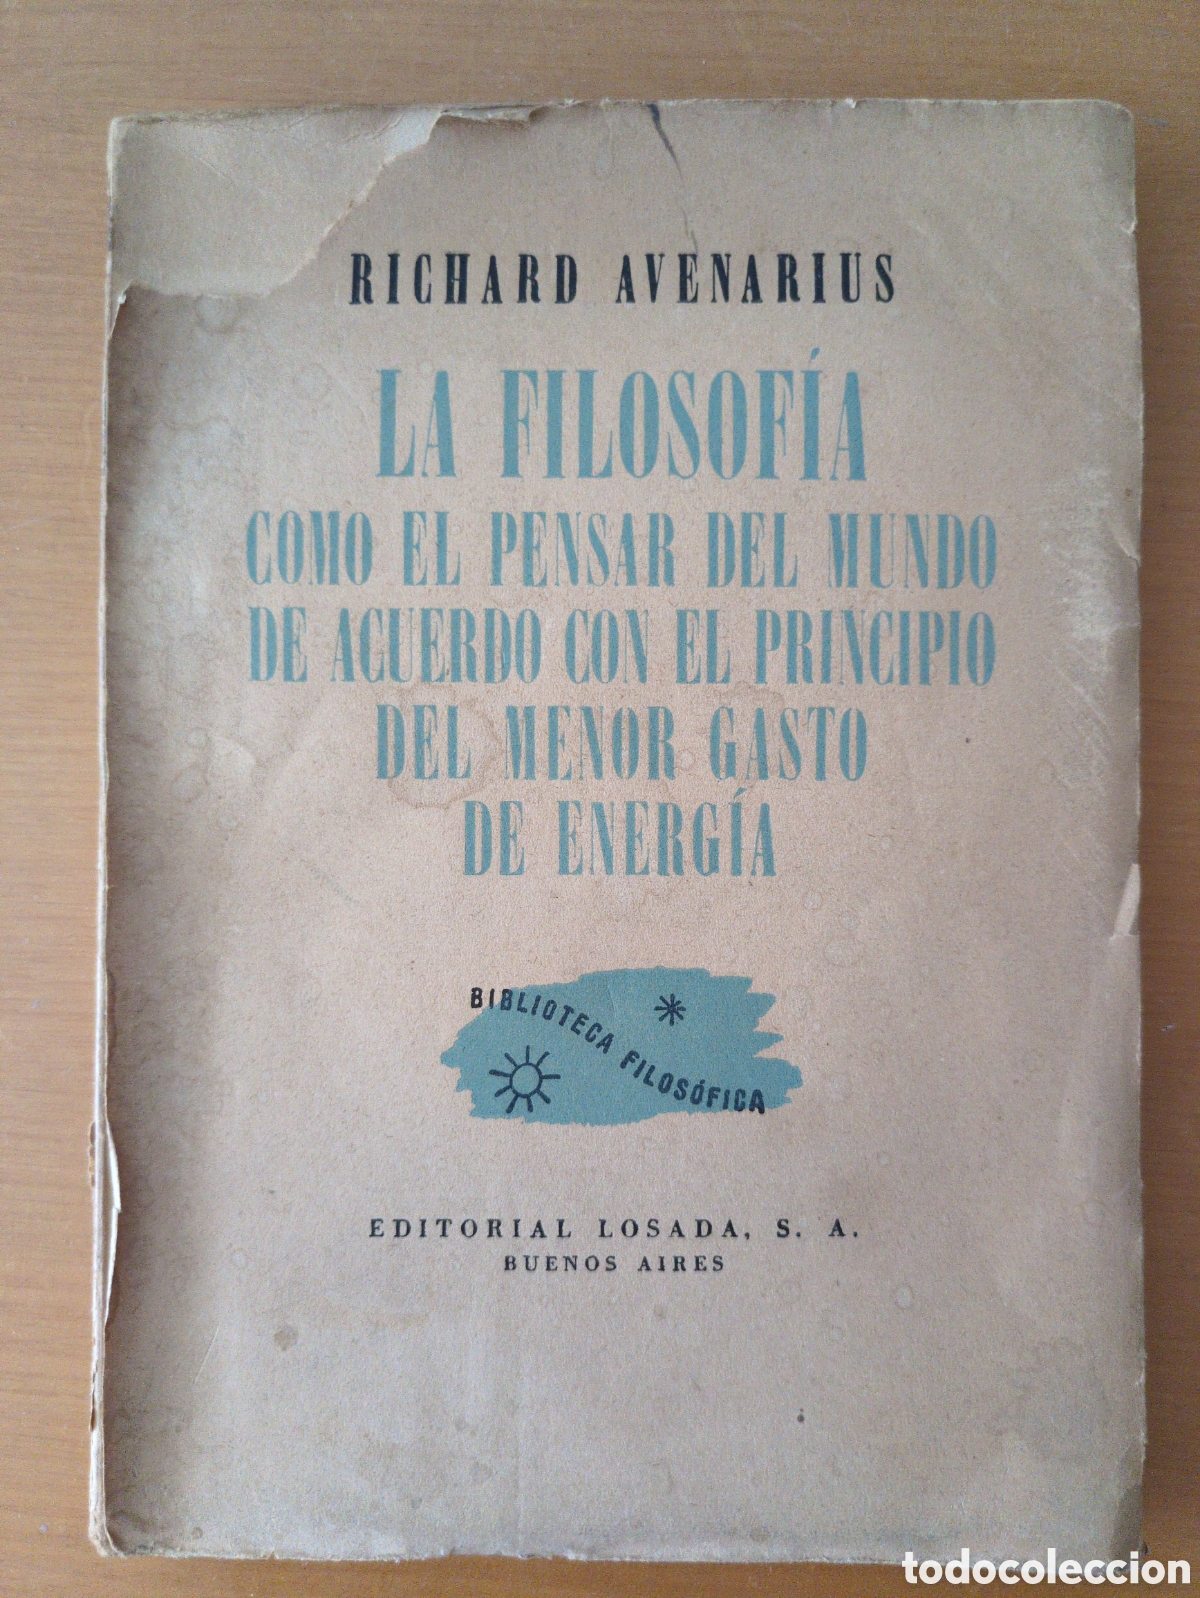 RICHARD AVENARIUS
LA FILOSOFÍA
COMO EL PENSAR DEL MUNDO
DE ACUERDO CON EL PRINCIPIO
DEL MENOR GASTO
DE ENERGÍA
BIBLIOTECA FILOSÓFICA
EDITORIAL LOSADA, S. A.
BUENOS AIRES
todocoleccion